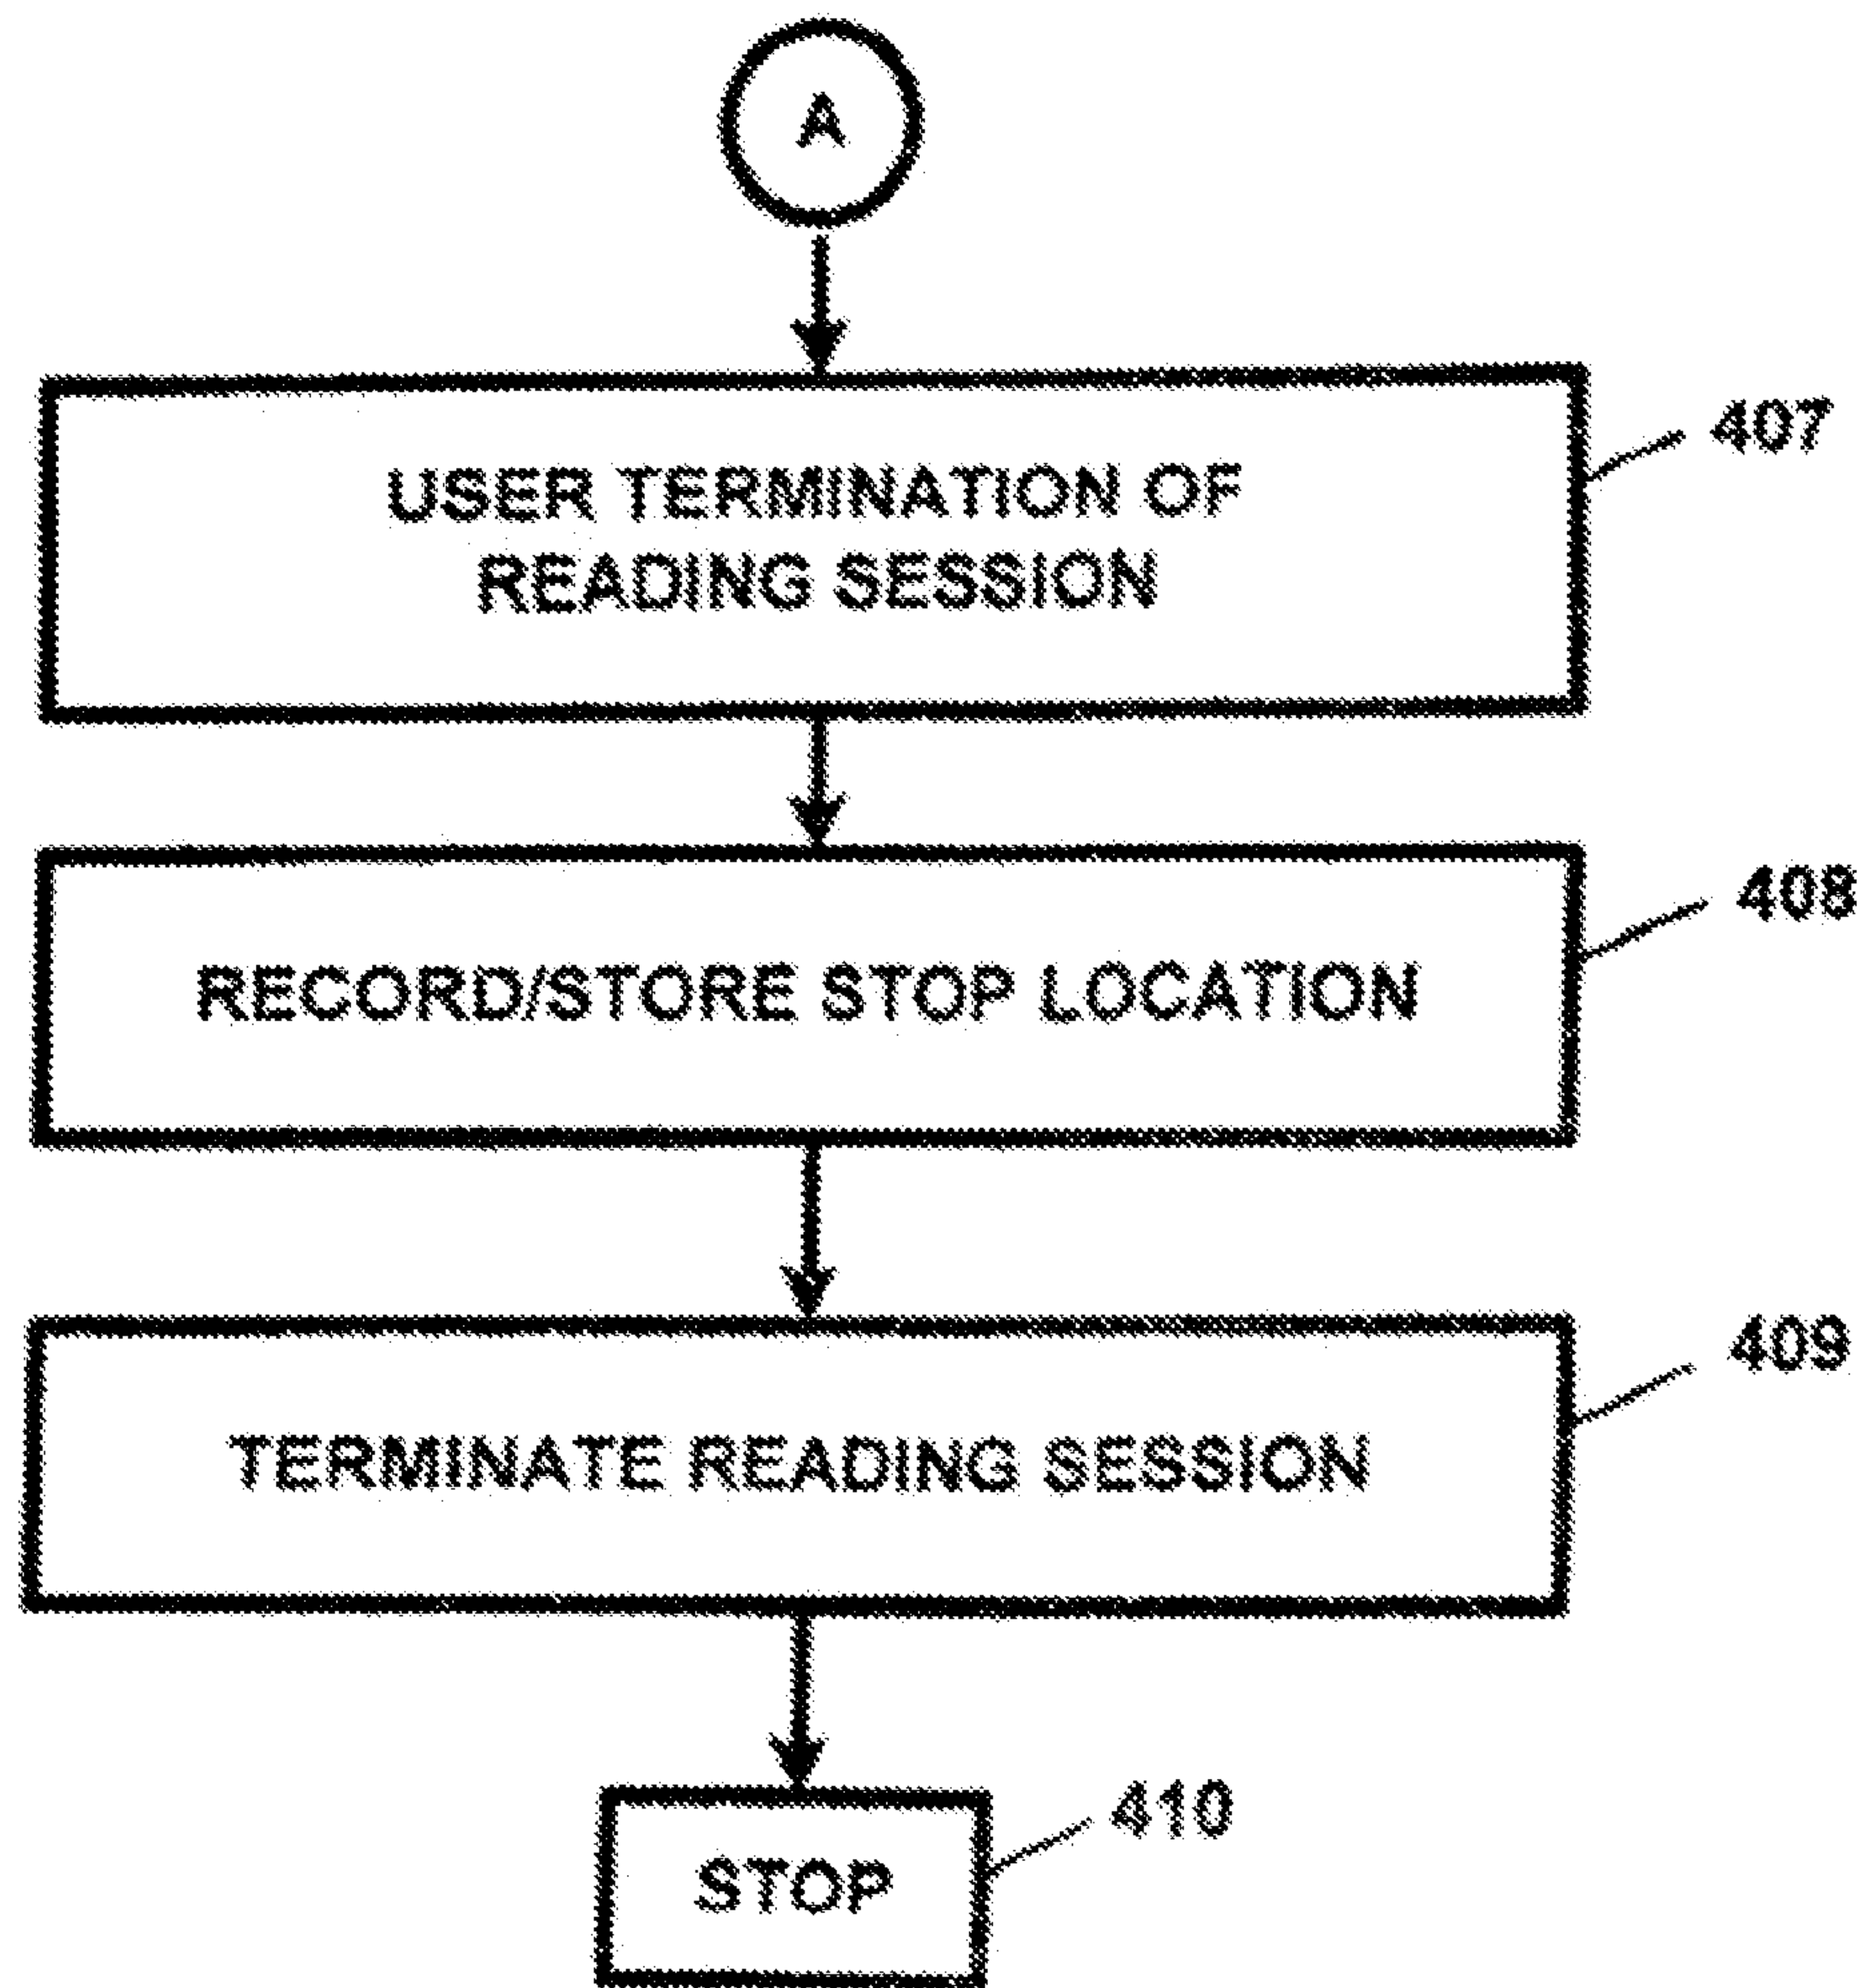 A
USER TERMINATION OF
READING SESSION
407
RECORD/STORE STOP LOCATION
408
TERMINATE READING SESSION
409
STOP
410